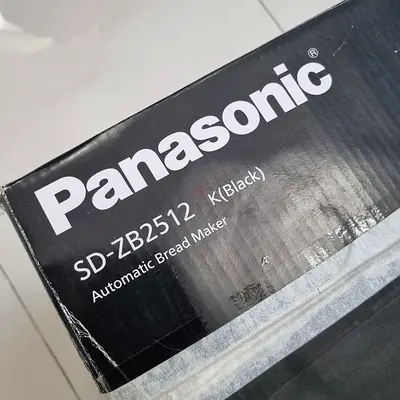 Panasonic®
SD-ZB2512 K(Black)
Automatic Bread Maker